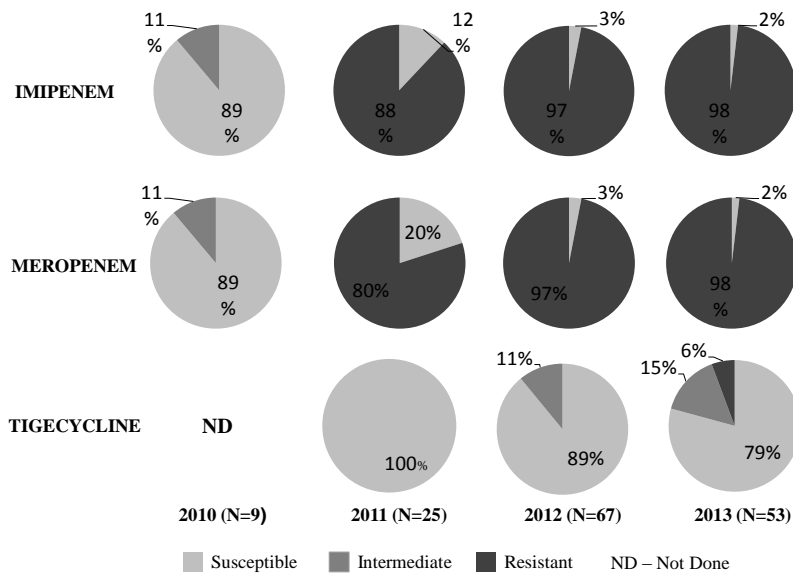 11
%
12
%
3%
2%
IMIPENEM
89
%
88
%
97
%
98
%
11
%
3%
2%
20%
MEROPENEM
89
%
80%
97%
98
%
11%
6%
15%
TIGECYCLINE
ND
100%
89%
79%
2010 (N=9)
2011 (N=25)
2012 (N=67)
2013 (N=53)
Susceptible
Intermediate
Resistant
ND – Not Done